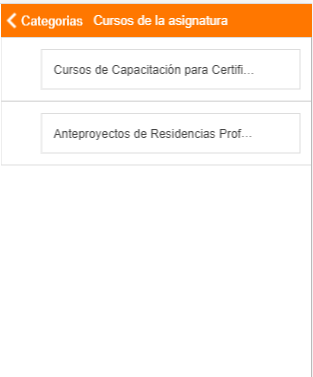 Categorias Cursos de la asignatura
Cursos de Capacitación para Certifi...
Anteproyectos de Residencias Prof...